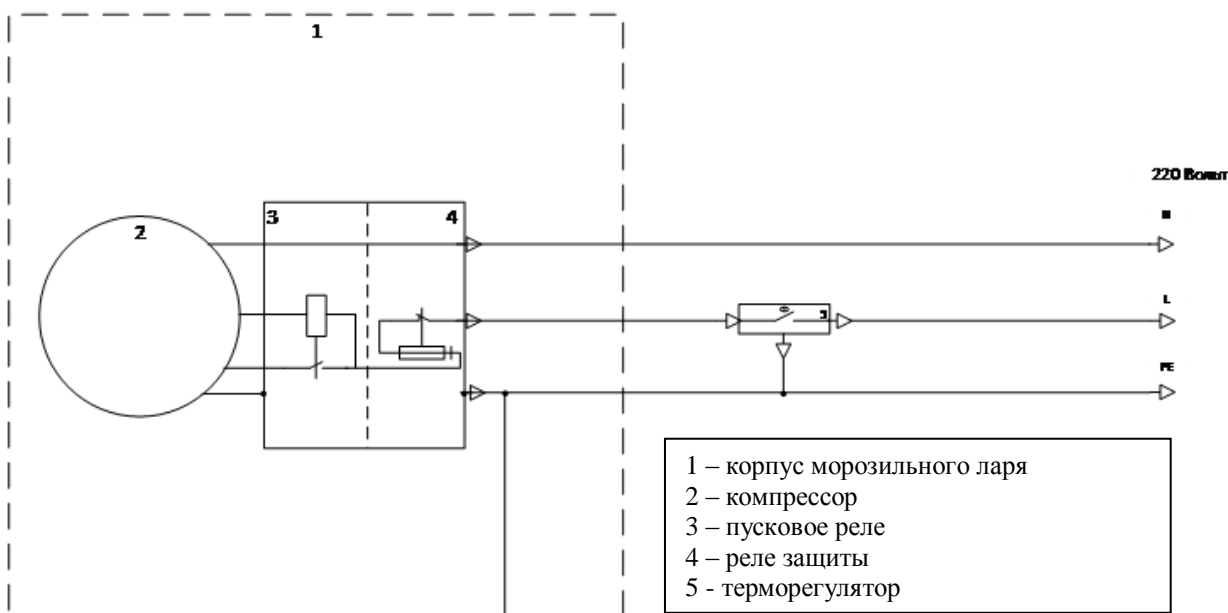 1
220 Вольт
N
3
4
2
L
PE
1 – корпус морозильного ларя
2 – компрессор
3 – пусковое реле
4 – реле защиты
5 - терморегулятор